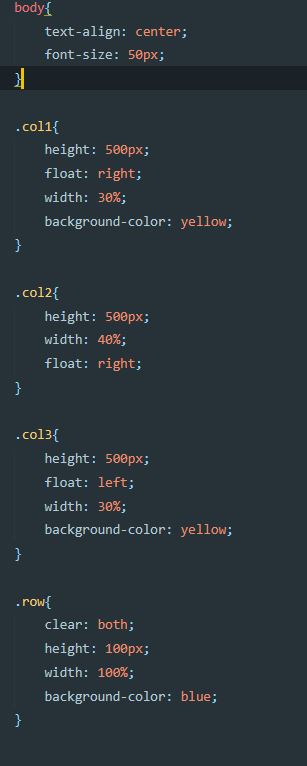 body{
    text-align: center;
    font-size: 50px;
}

.col1{
    height: 500px;
    float: right;
    width: 30%;
    background-color: yellow;
}

.col2{
    height: 500px;
    width: 40%;
    float: right;
}

.col3{
    height: 500px;
    float: left;
    width: 30%;
    background-color: yellow;
}

.row{
    clear: both;
    height: 100px;
    width: 100%;
    background-color: blue;
}